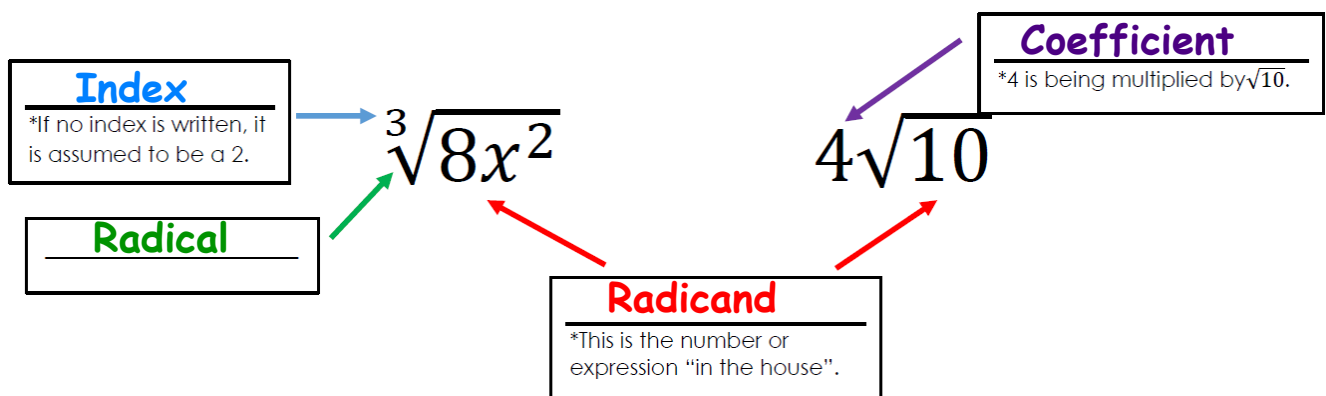 Coefficient
*4 is being multiplied by√10.
Index
*If no index is written, it
is assumed to be a 2.
∛8x²
4√10
Radical
Radicand
*This is the number or
expression “in the house”.